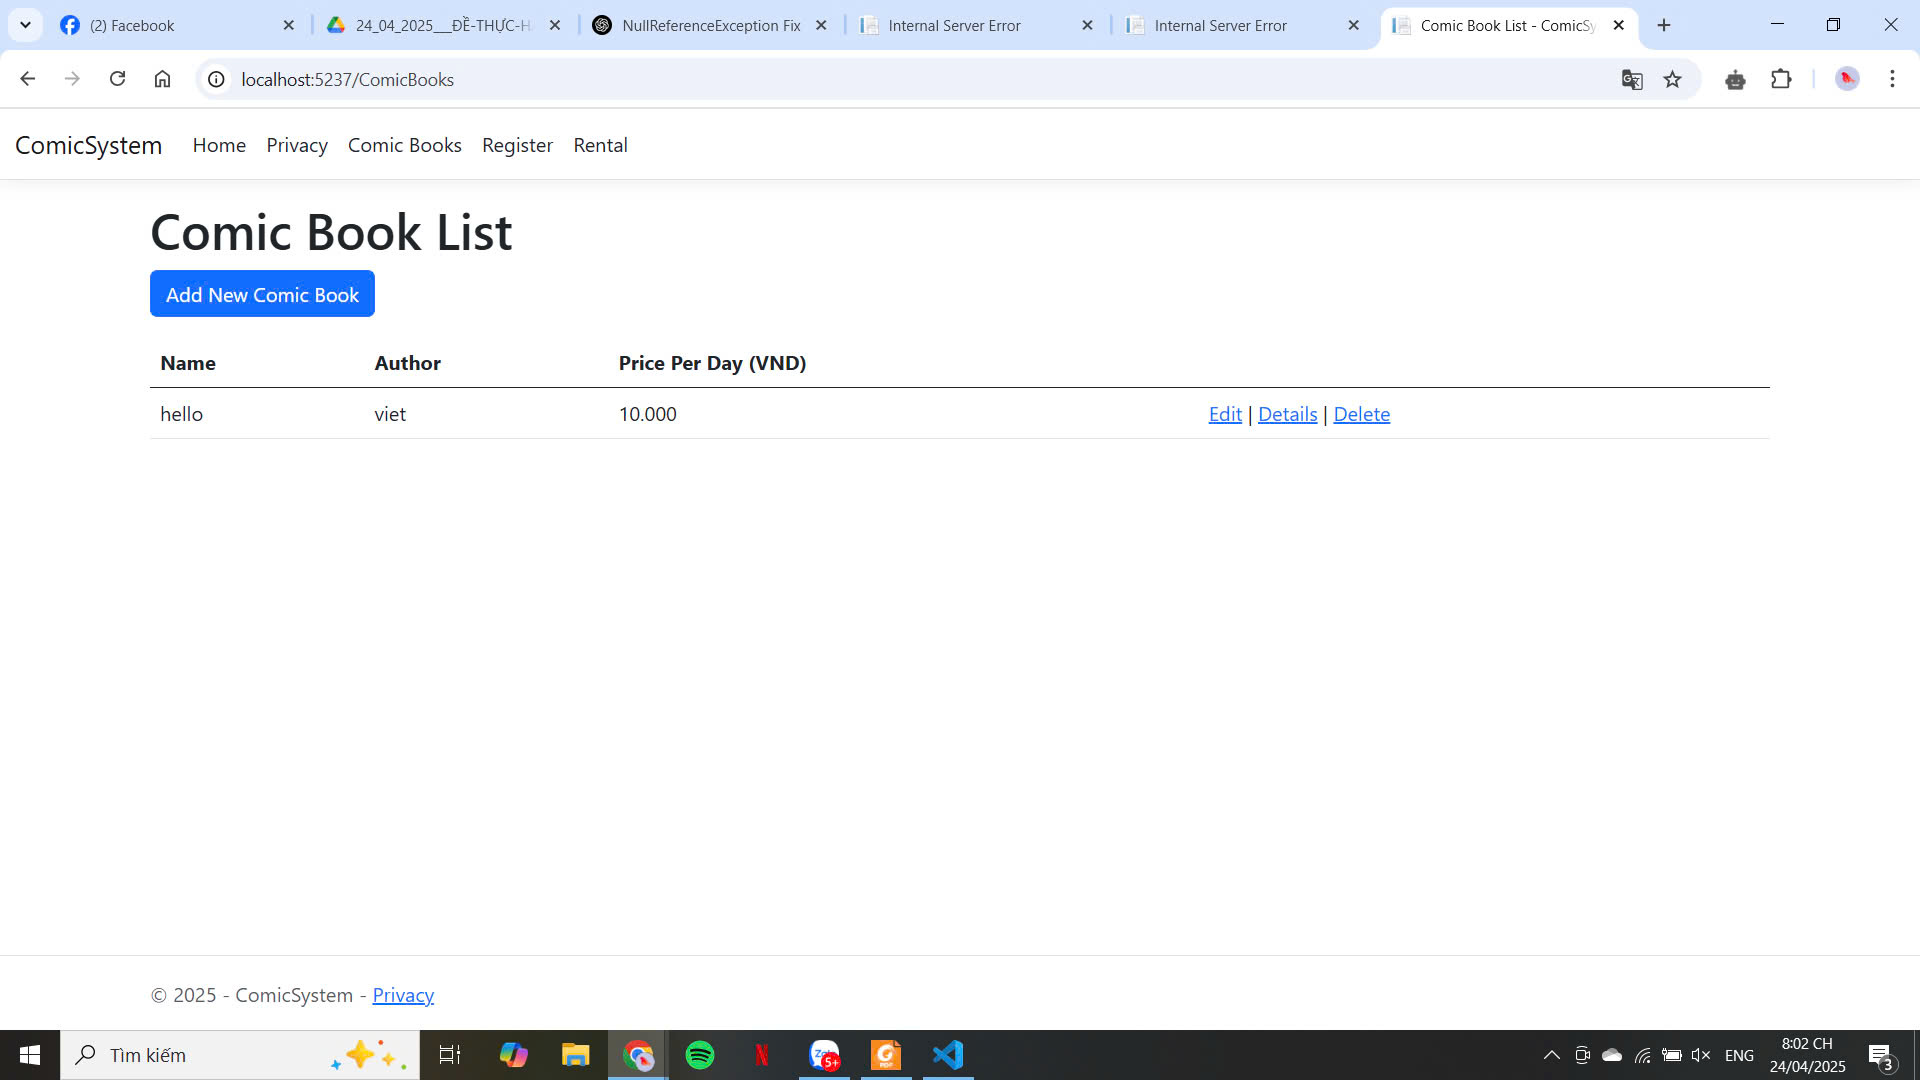 (2) Facebook
24_04_2025___ĐỀ-THỰC-H
NullReferenceException Fix
Internal Server Error
Internal Server Error
Comic Book List - ComicSy
localhost:5237/ComicBooks
ComicSystem Home Privacy Comic Books Register Rental
Comic Book List
Add New Comic Book
Name Author Price Per Day (VND)
hello viet 10.000 Edit | Details | Delete
© 2025 - ComicSystem - Privacy
Tìm kiếm
5+
ENG
8:02 CH
24/04/2025
3